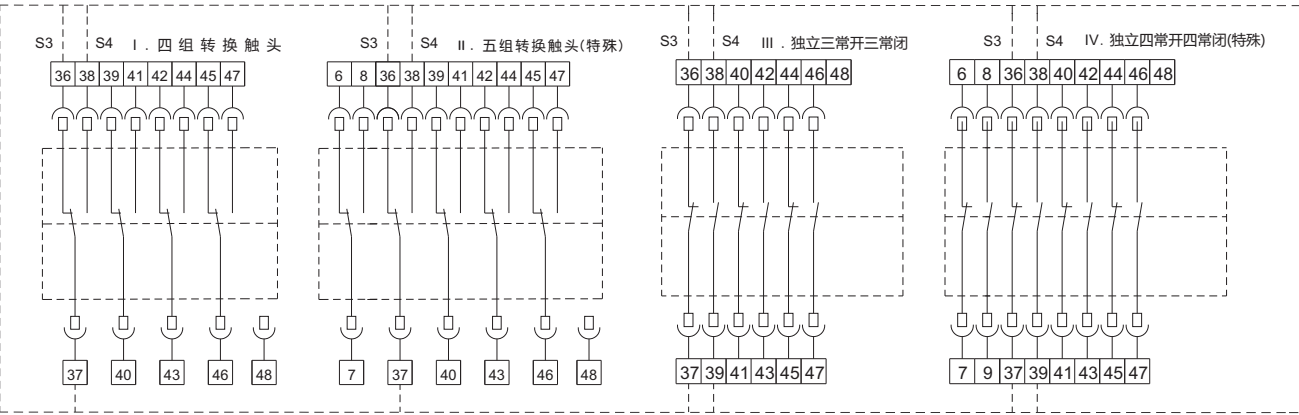 S3 S4 I . 四组转换触头
36 38 39 41 42 44 45 47
37 40 43 46 48
S3 S4 II . 五组转换触头(特殊)
6 8 36 38 39 41 42 44 45 47
7 37 40 43 46 48
S3 S4 III . 独立三常开三常闭
36 38 40 42 44 46 48
37 39 41 43 45 47
S3 S4 IV. 独立四常开四常闭(特殊)
6 8 36 38 40 42 44 46 48
7 9 37 39 41 43 45 47